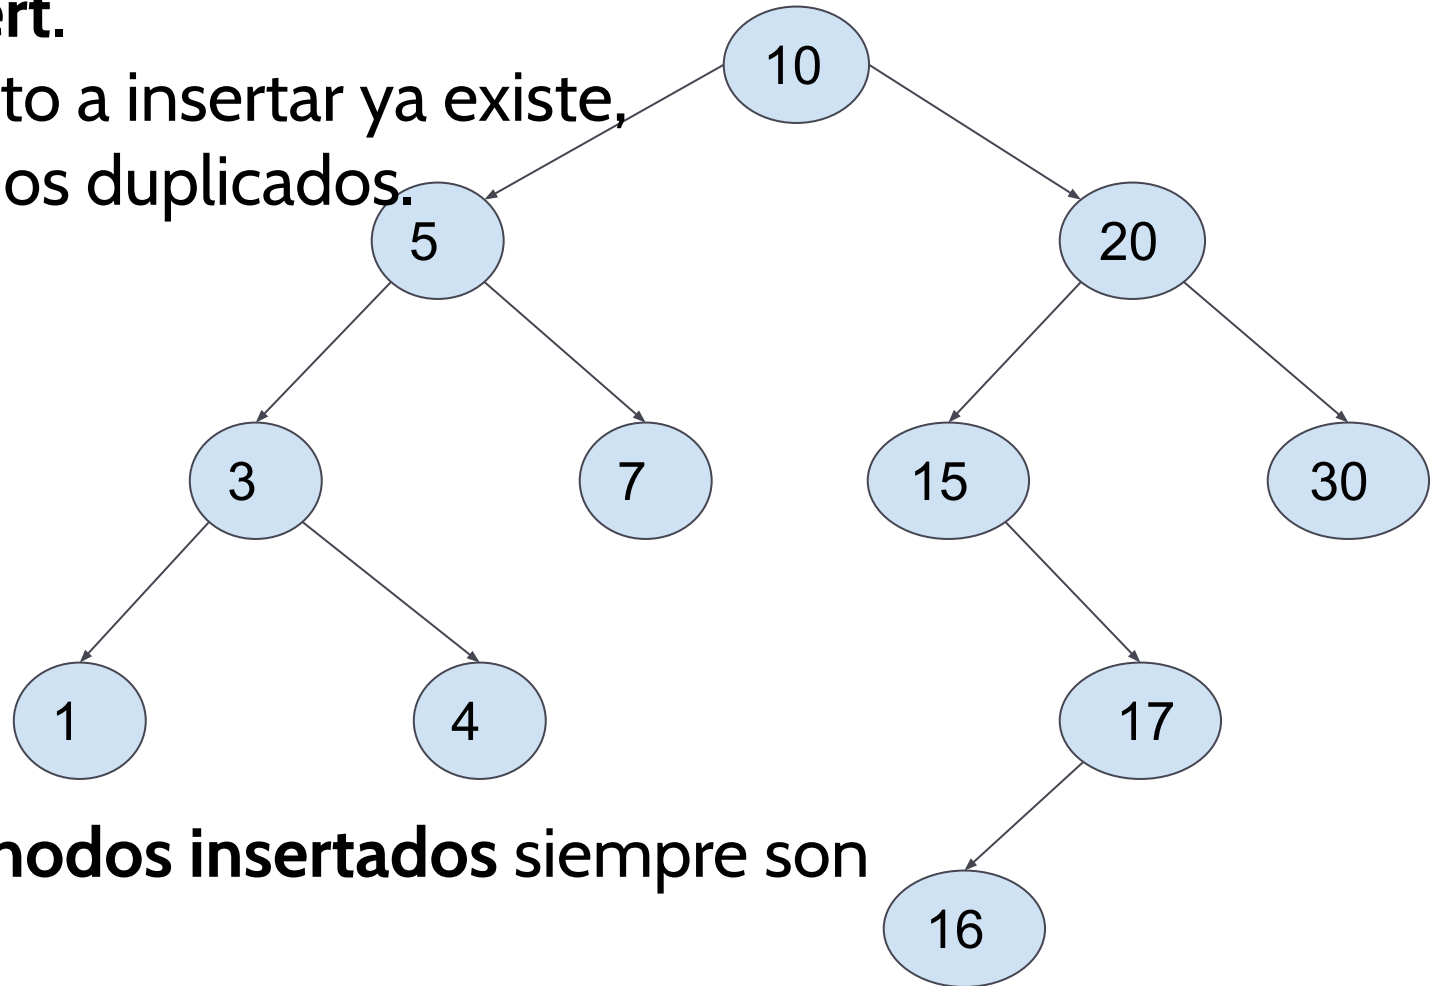 ert.
to a insertar ya existe,
os duplicados.
10
5
20
3
7
15
30
1
4
17
nodos insertados siempre son
16